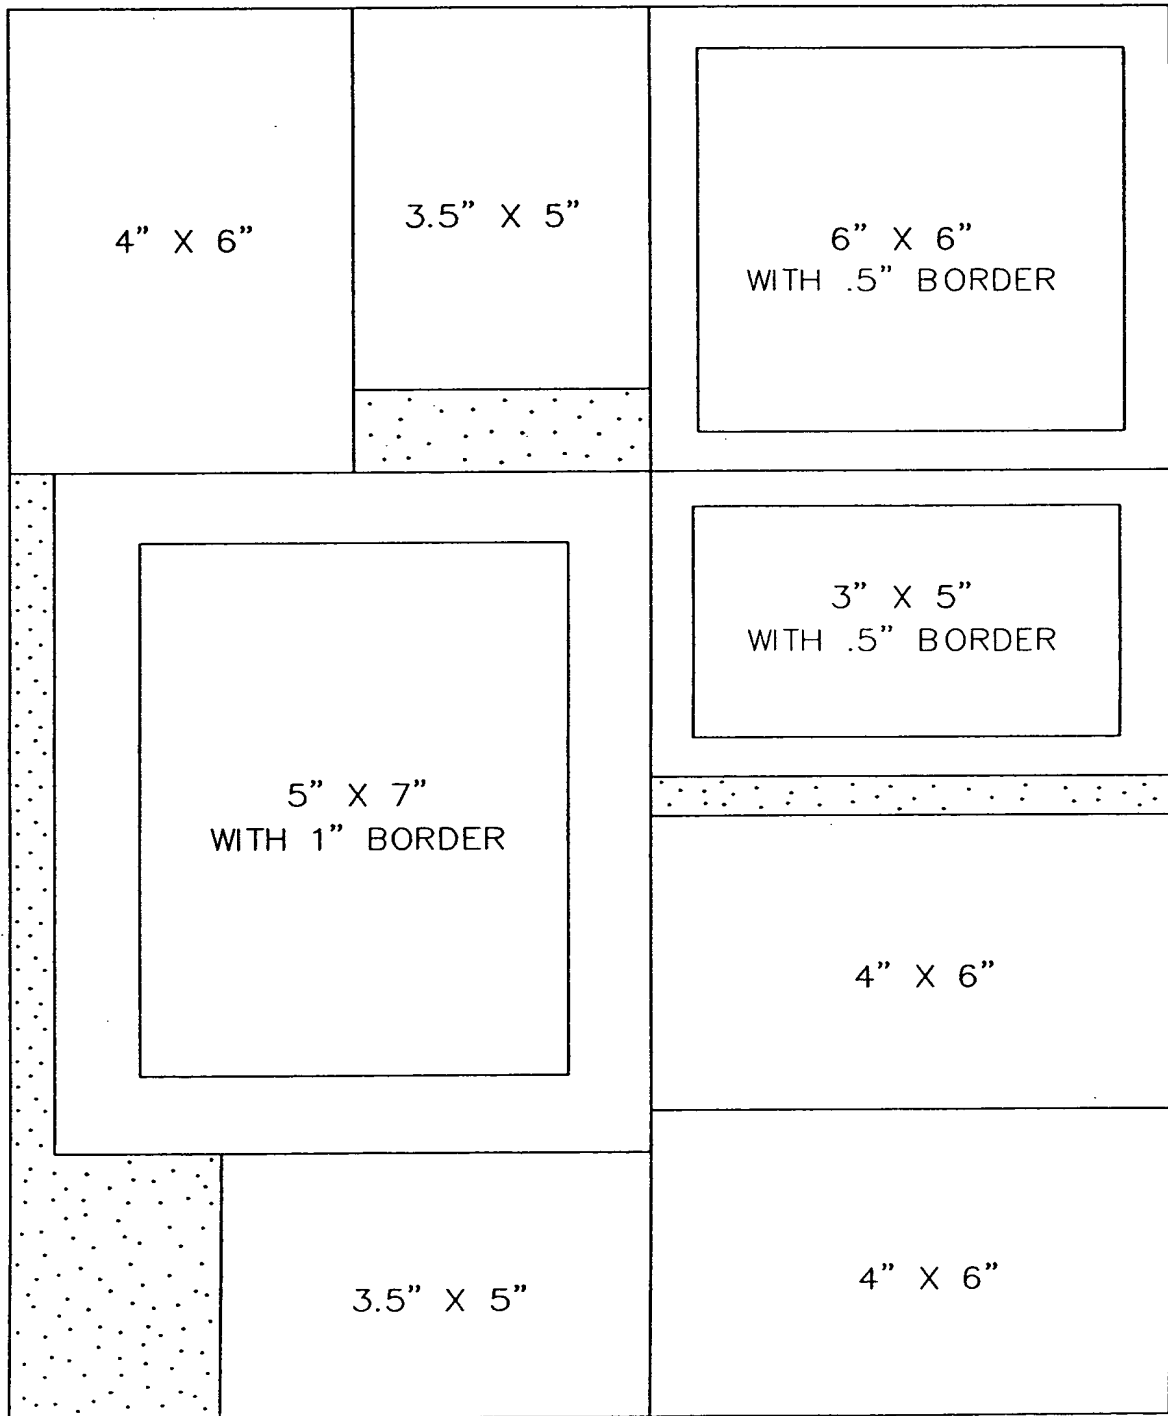 4” X 6”
3.5” X 5”
6” X 6”
WITH .5” BORDER
3” X 5”
WITH .5” BORDER
5” X 7”
WITH 1” BORDER
4” X 6”
3.5” X 5”
4” X 6”